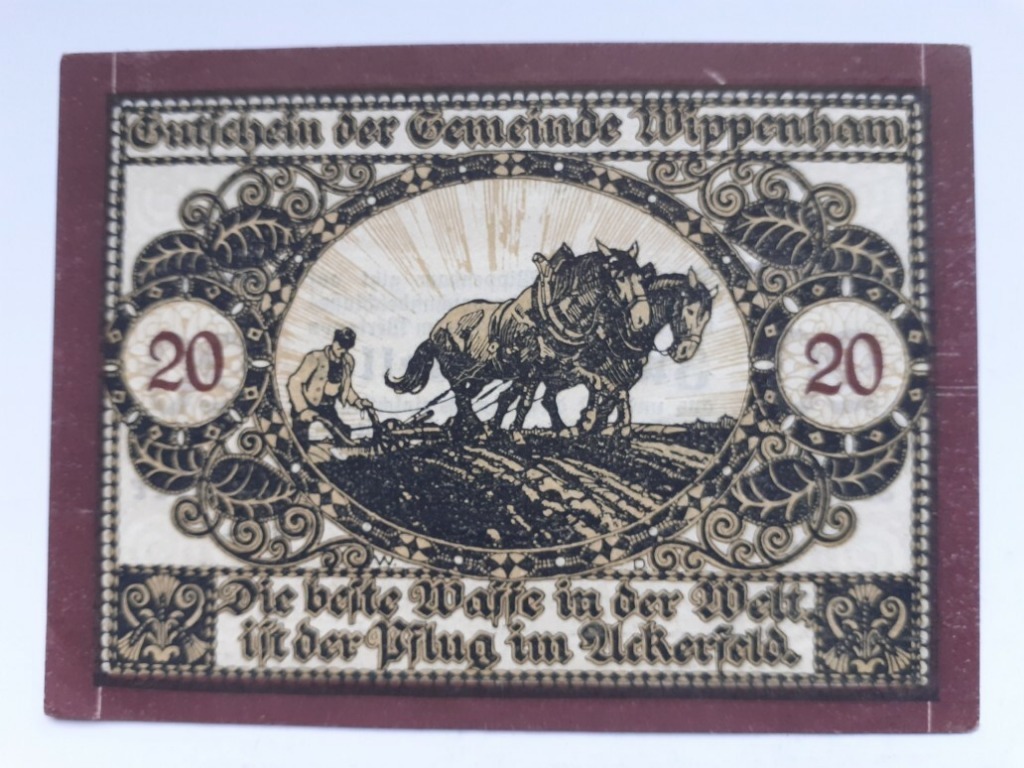 Gutschein der Gemeinde Wippenham
20
20
W.
D.
Die beste Waffe in der Welt,
ist der Pflug im Ackerfeld.